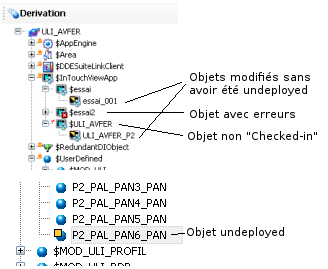 Derivation
ULI_AVFER
$AppEngine
$Area
$DDESuiteLinkClient
$InTouchViewApp
$essai
essai_001
$essai2
$ULI_AVFER
ULI_AVFER_P2
$RedundantDIObject
$UserDefined
$MOD_ULI
Objets modifiés sans
avoir été undeployed
Objet avec erreurs
Objet non "Checked-in"
P2_PAL_PAN3_PAN
P2_PAL_PAN4_PAN
P2_PAL_PAN5_PAN
P2_PAL_PAN6_PAN
Objet undeployed
$MOD_ULI_PROFIL